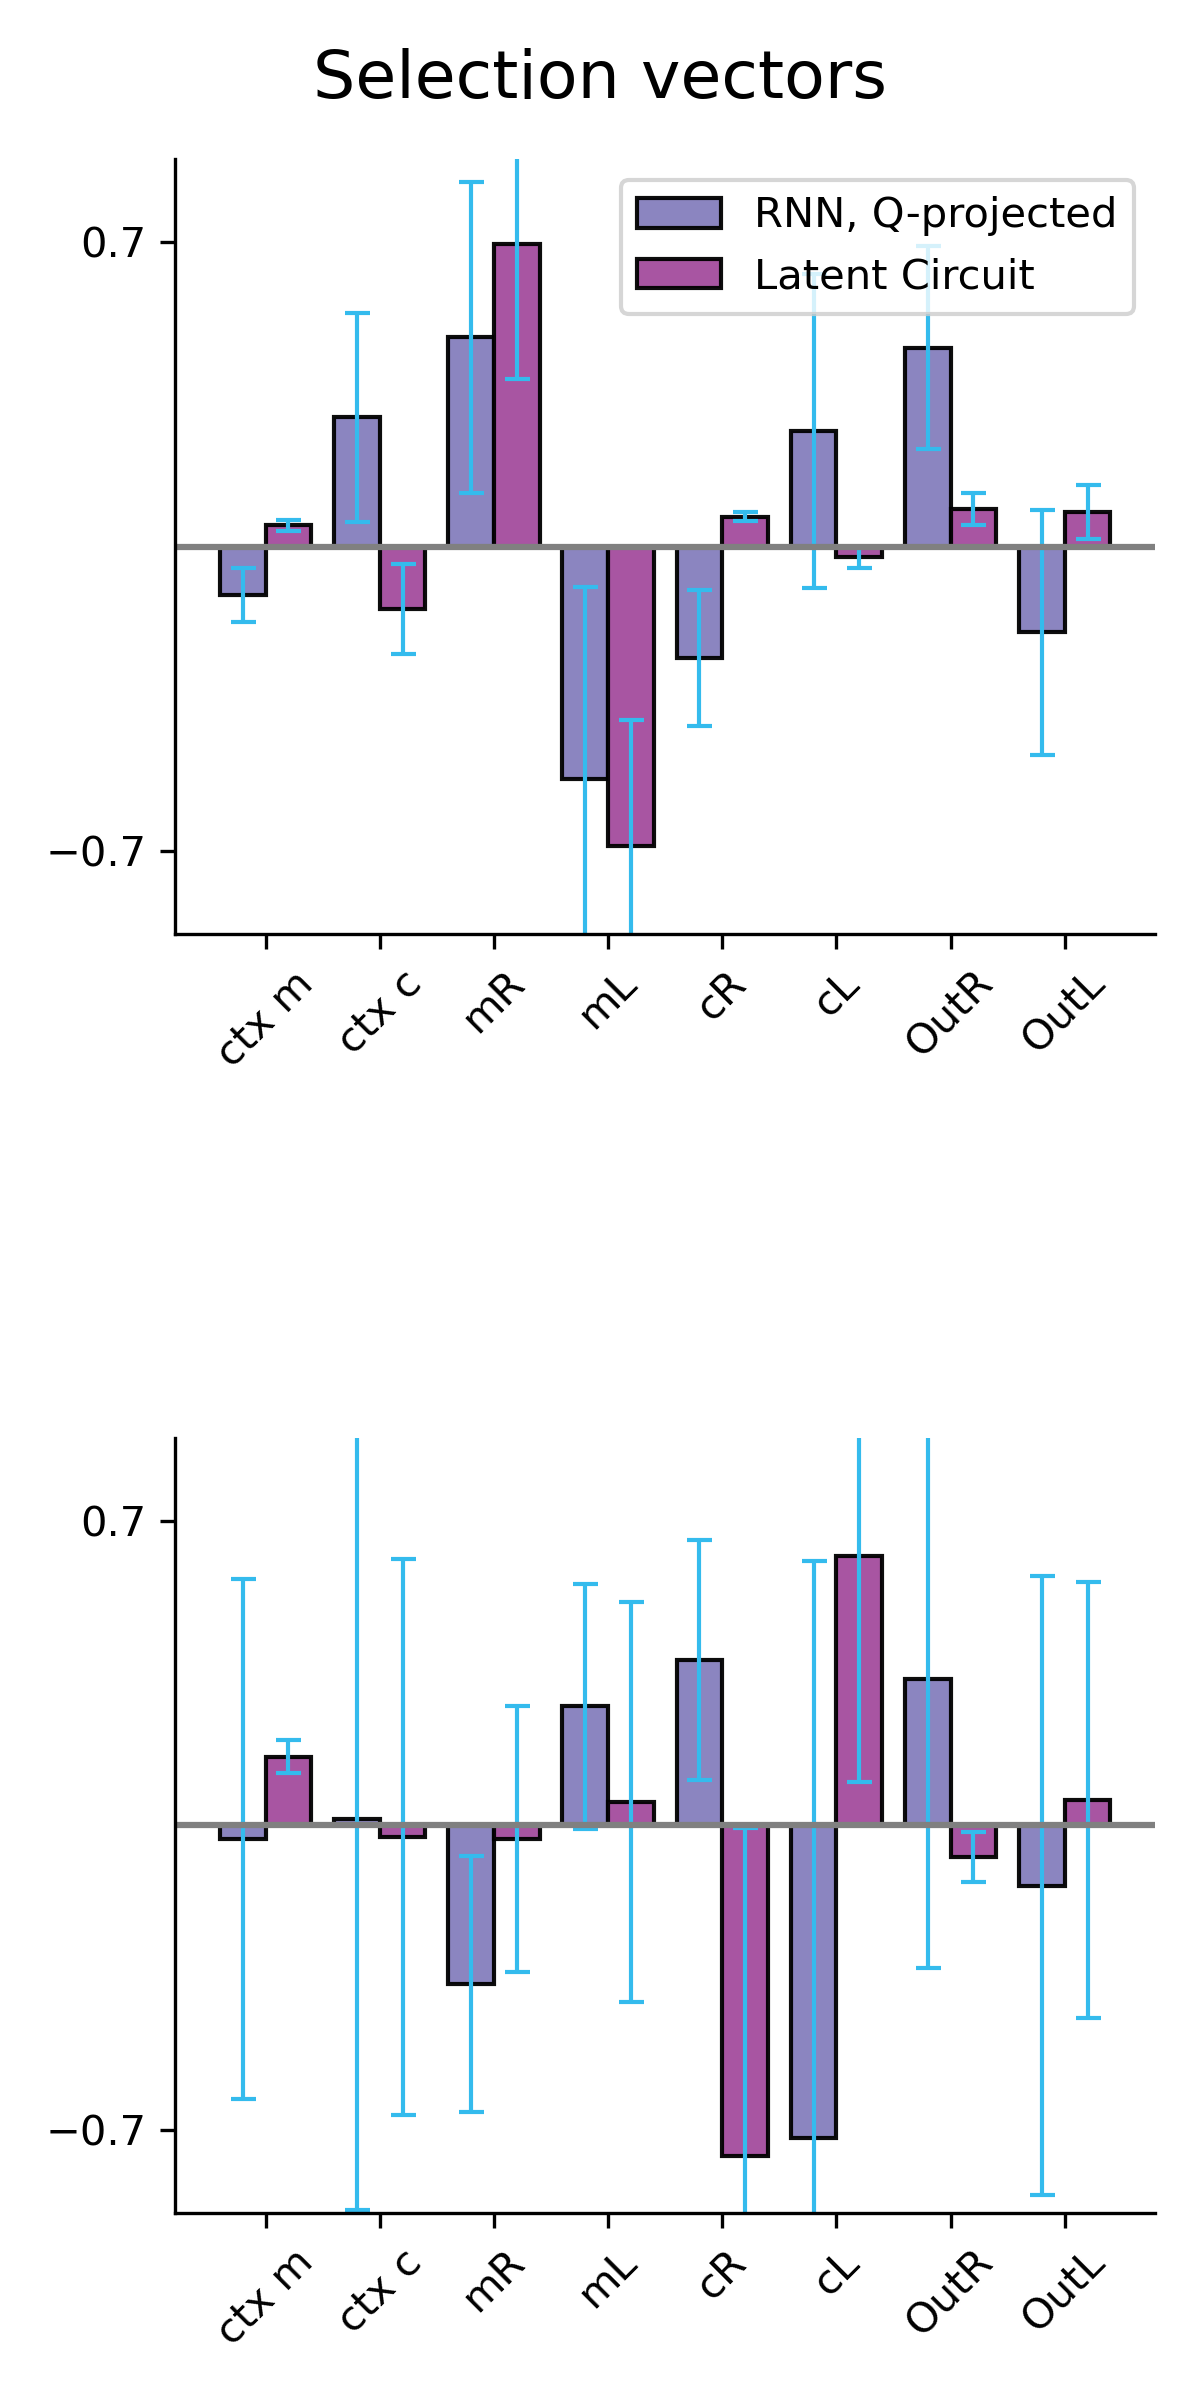 Selection vectors
RNN, Q-projected
Latent Circuit
0.7
−0.7
ctx m
ctx c
mR
mL
cR
cL
OutR
OutL
0.7
−0.7
ctx m
ctx c
mR
mL
cR
cL
OutR
OutL